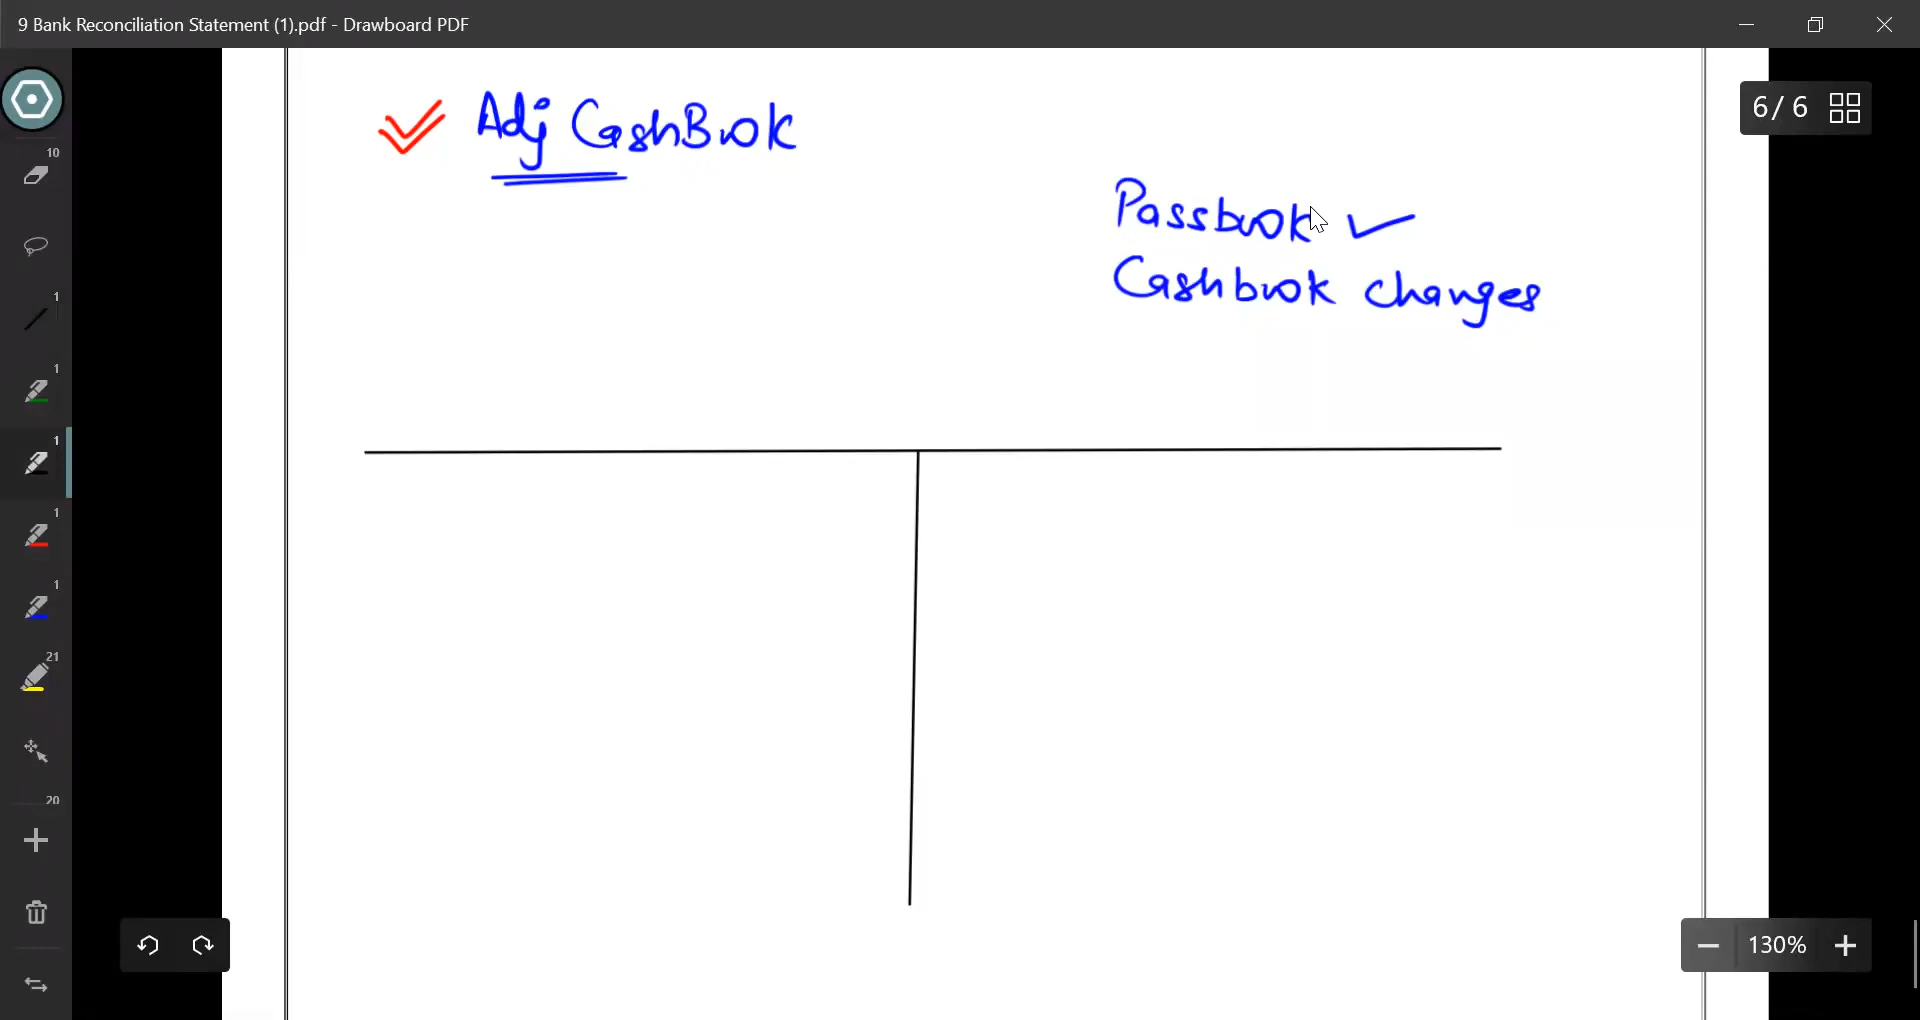 9 Bank Reconciliation Statement (1).pdf - Drawboard PDF
6 / 6
Adj CashBook
Passbook
Cashbook changes
10
1
1
1
1
1
21
20
130%